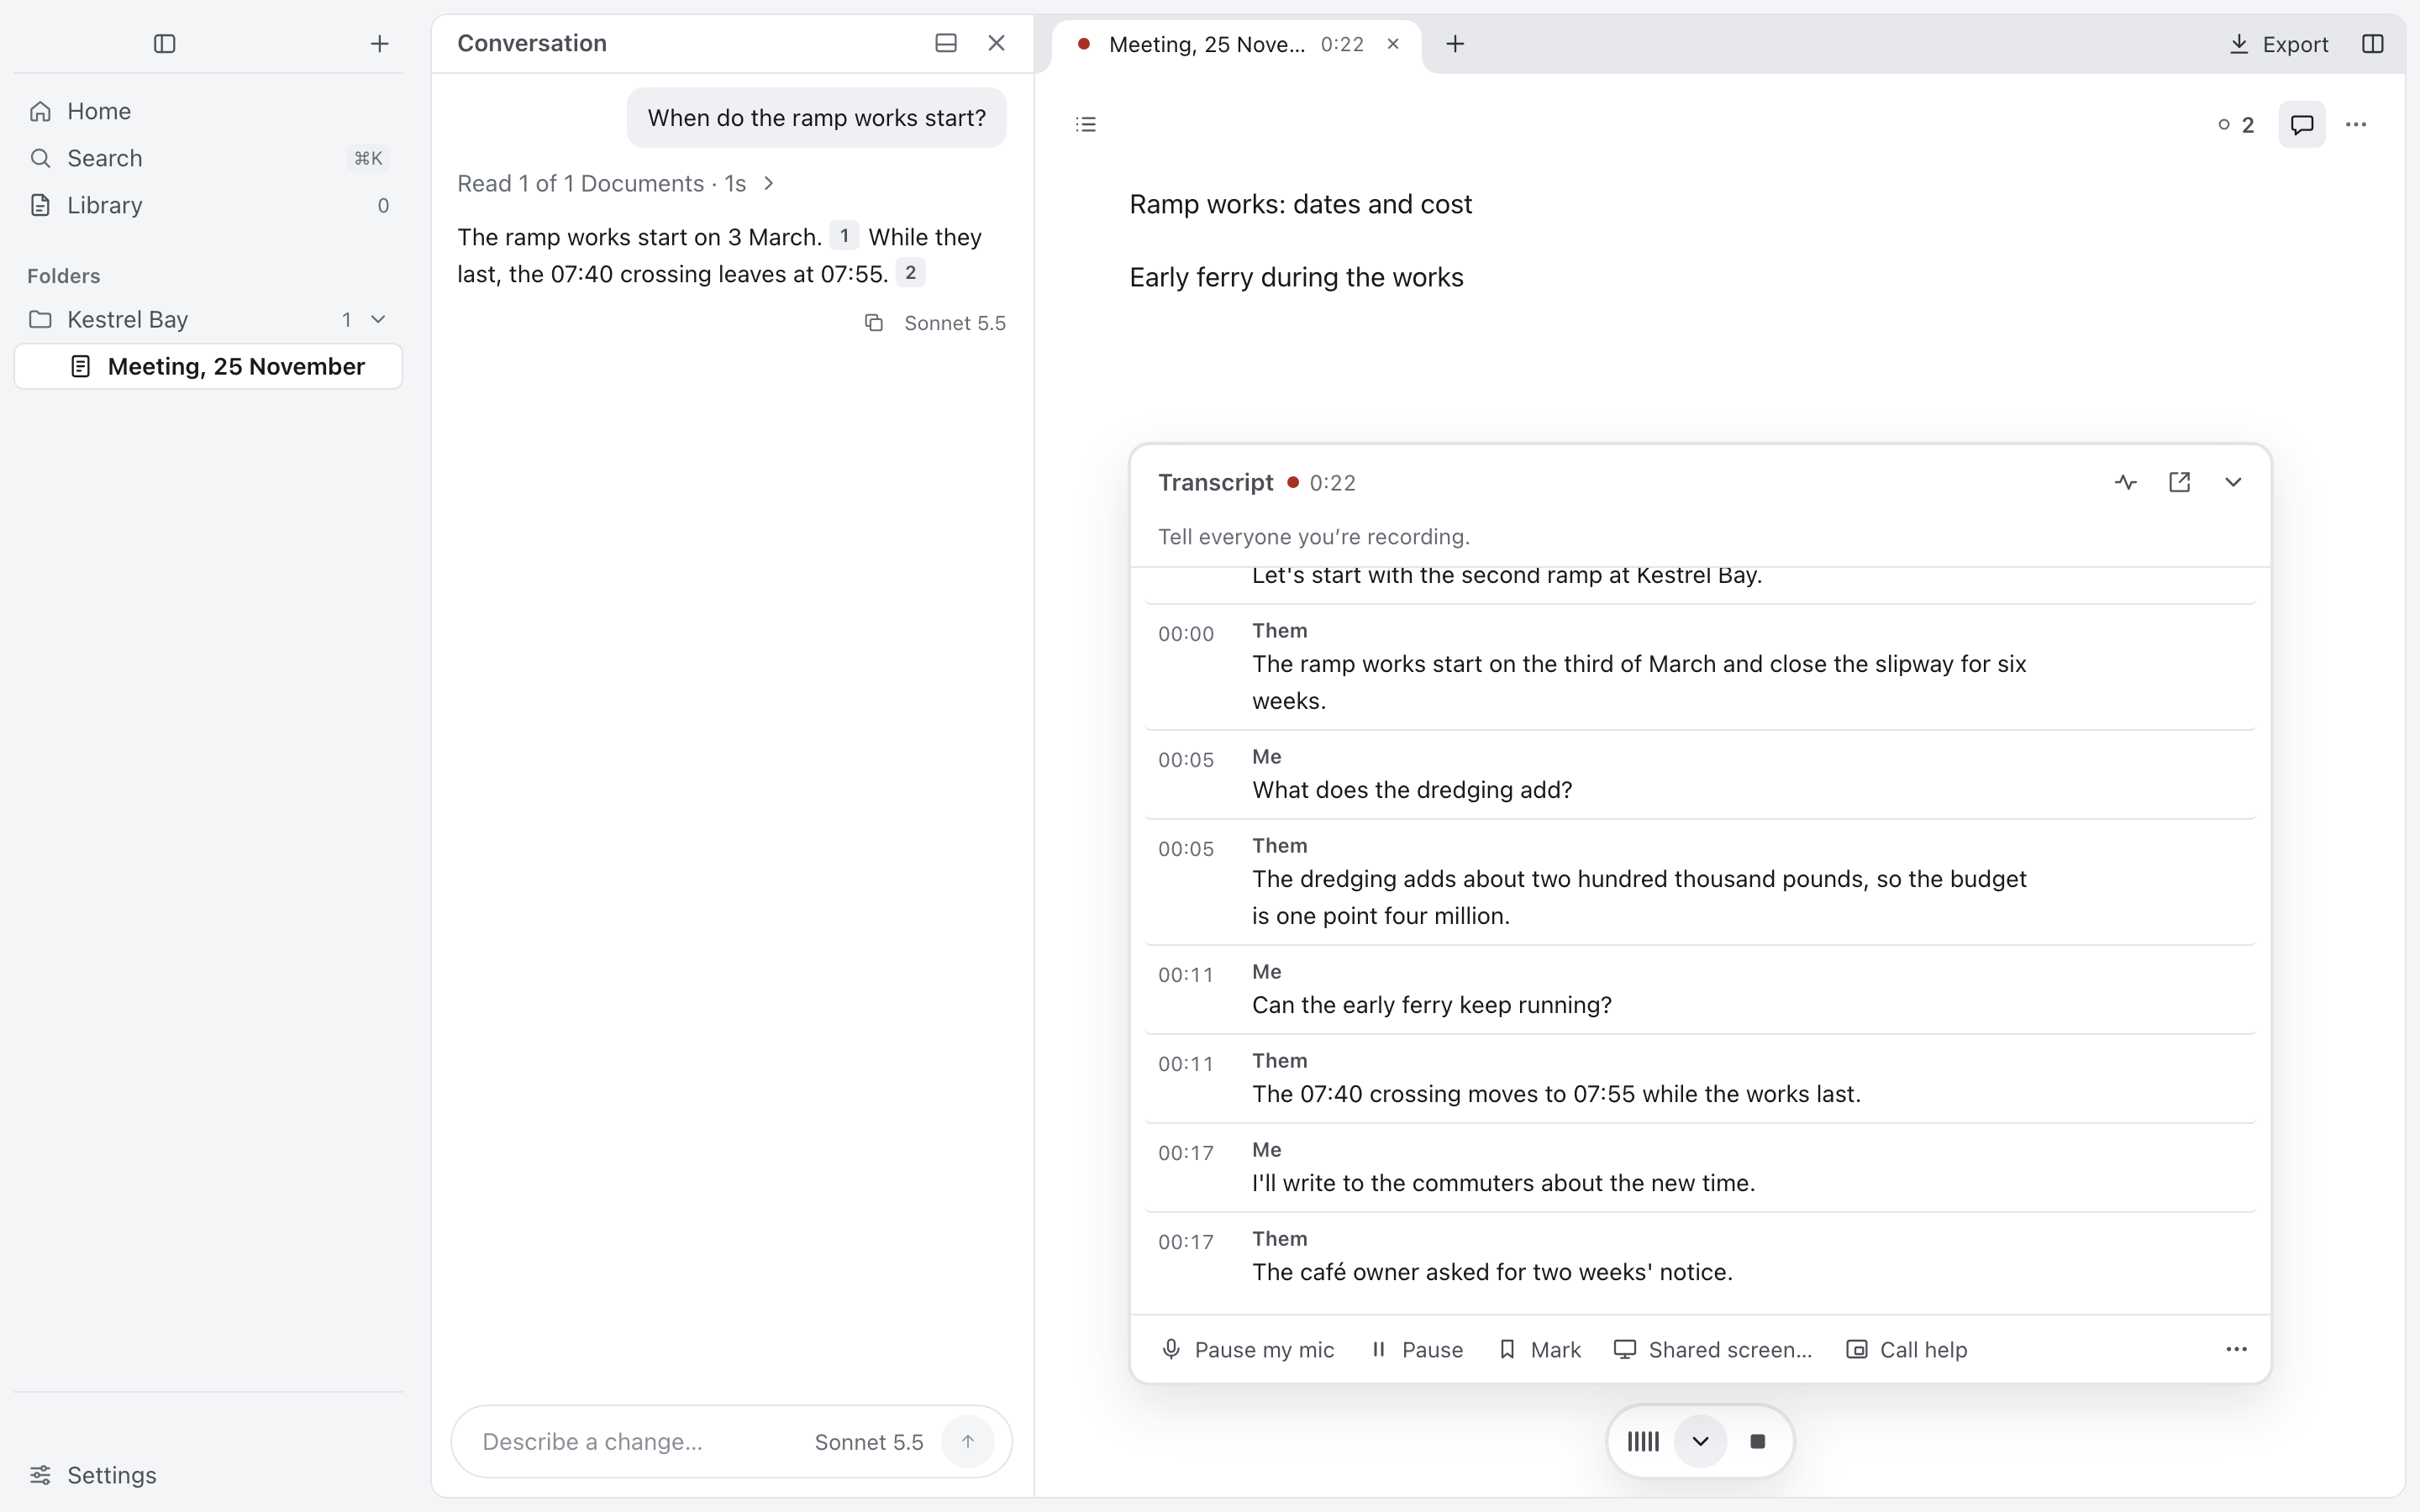 Home
Search
⌘K
Library
0
Folders
Kestrel Bay
1
Meeting, 25 November
Settings
Conversation
When do the ramp works start?
Read 1 of 1 Documents · 1s
The ramp works start on 3 March. 1 While they
last, the 07:40 crossing leaves at 07:55. 2
Sonnet 5.5
Describe a change...
Sonnet 5.5
Meeting, 25 Nove... 0:22
Export
2
Ramp works: dates and cost
Early ferry during the works
Transcript 0:22
Tell everyone you’re recording.
Let's start with the second ramp at Kestrel Bay.
00:00 Them
The ramp works start on the third of March and close the slipway for six
weeks.
00:05 Me
What does the dredging add?
00:05 Them
The dredging adds about two hundred thousand pounds, so the budget
is one point four million.
00:11 Me
Can the early ferry keep running?
00:11 Them
The 07:40 crossing moves to 07:55 while the works last.
00:17 Me
I'll write to the commuters about the new time.
00:17 Them
The café owner asked for two weeks' notice.
Pause my mic
Pause
Mark
Shared screen...
Call help